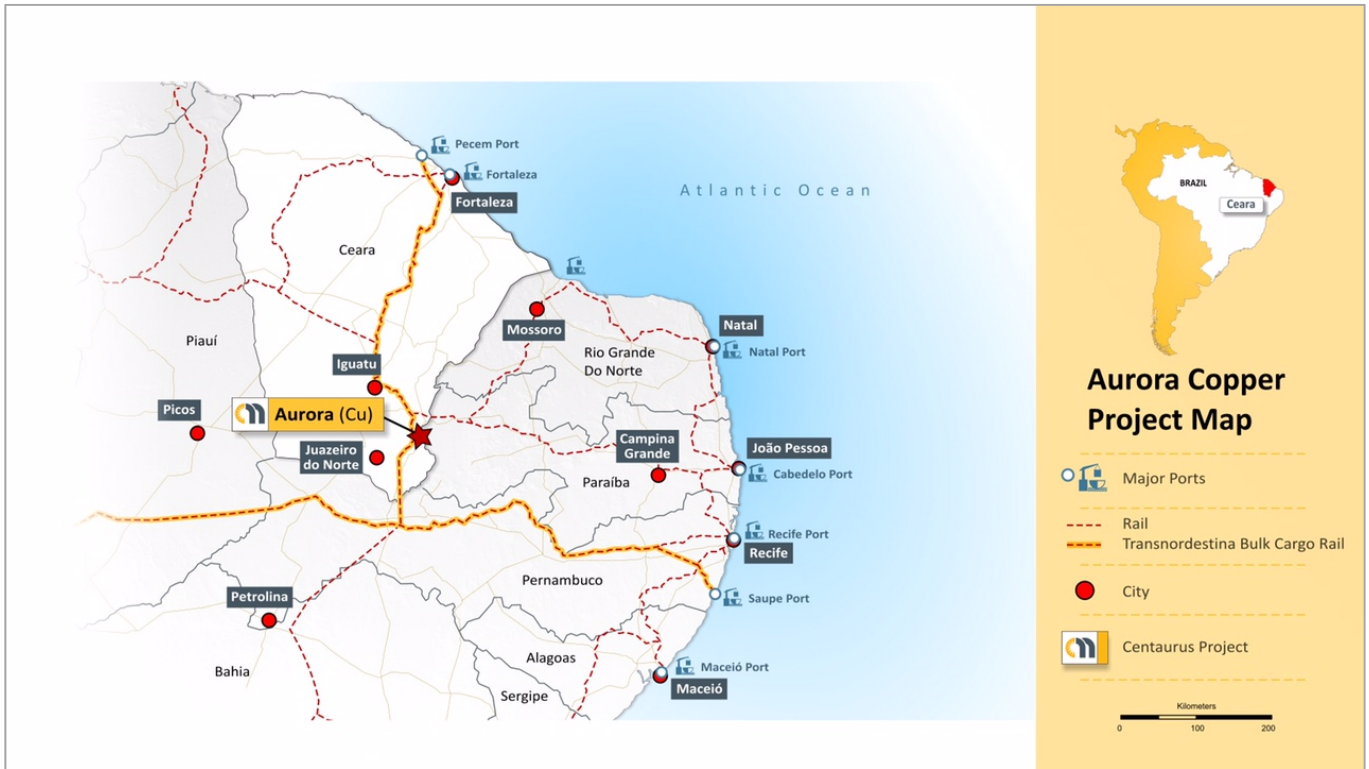 Pecem Port
Fortaleza
Fortaleza
Atlantic Ocean
Ceara
Mossoro
Natal
Natal Port
Piauí
Rio Grande
Do Norte
Iguatu
Picos
Aurora (Cu)
Juazeiro
do Norte
Campina
Grande
João Pessoa
Cabedelo Port
Paraíba
Recife Port
Recife
Pernambuco
Saupe Port
Petrolina
Bahia
Alagoas
Sergipe
Maceió Port
Maceió
BRAZIL
Ceara
Aurora Copper
Project Map
Major Ports
Rail
Transnordestina Bulk Cargo Rail
City
Centaurus Project
Kilometers
0 100 200